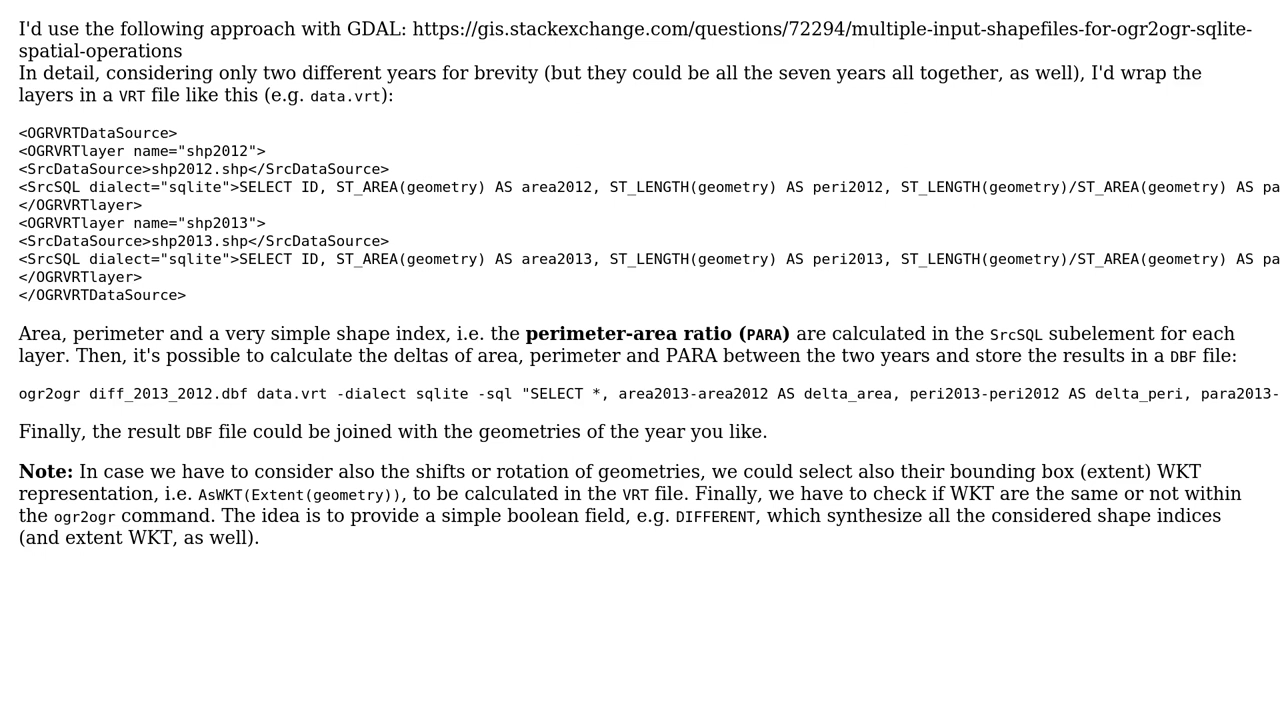 I'd use the following approach with GDAL: https://gis.stackexchange.com/questions/72294/multiple-input-shapefiles-for-ogr2ogr-sqlite-
spatial-operations
In detail, considering only two different years for brevity (but they could be all the seven years all together, as well), I'd wrap the
layers in a VRT file like this (e.g. data.vrt):
<OGRVRTDataSource>
<OGRVRTlayer name="shp2012">
<SrcDataSource>shp2012.shp</SrcDataSource>
<SrcSQL dialect="sqlite">SELECT ID, ST_AREA(geometry) AS area2012, ST_LENGTH(geometry) AS peri2012, ST_LENGTH(geometry)/ST_AREA(geometry) AS pa
</OGRVRTlayer>
<OGRVRTlayer name="shp2013">
<SrcDataSource>shp2013.shp</SrcDataSource>
<SrcSQL dialect="sqlite">SELECT ID, ST_AREA(geometry) AS area2013, ST_LENGTH(geometry) AS peri2013, ST_LENGTH(geometry)/ST_AREA(geometry) AS pa
</OGRVRTlayer>
</OGRVRTDataSource>
Area, perimeter and a very simple shape index, i.e. the perimeter-area ratio (PARA) are calculated in the SrcSQL subelement for each
layer. Then, it's possible to calculate the deltas of area, perimeter and PARA between the two years and store the results in a DBF file:
ogr2ogr diff_2013_2012.dbf data.vrt -dialect sqlite -sql "SELECT *, area2013-area2012 AS delta_area, peri2013-peri2012 AS delta_peri, para2013-
Finally, the result DBF file could be joined with the geometries of the year you like.
Note: In case we have to consider also the shifts or rotation of geometries, we could select also their bounding box (extent) WKT
representation, i.e. AsWKT(Extent(geometry)), to be calculated in the VRT file. Finally, we have to check if WKT are the same or not within
the ogr2ogr command. The idea is to provide a simple boolean field, e.g. DIFFERENT, which synthesize all the considered shape indices
(and extent WKT, as well).